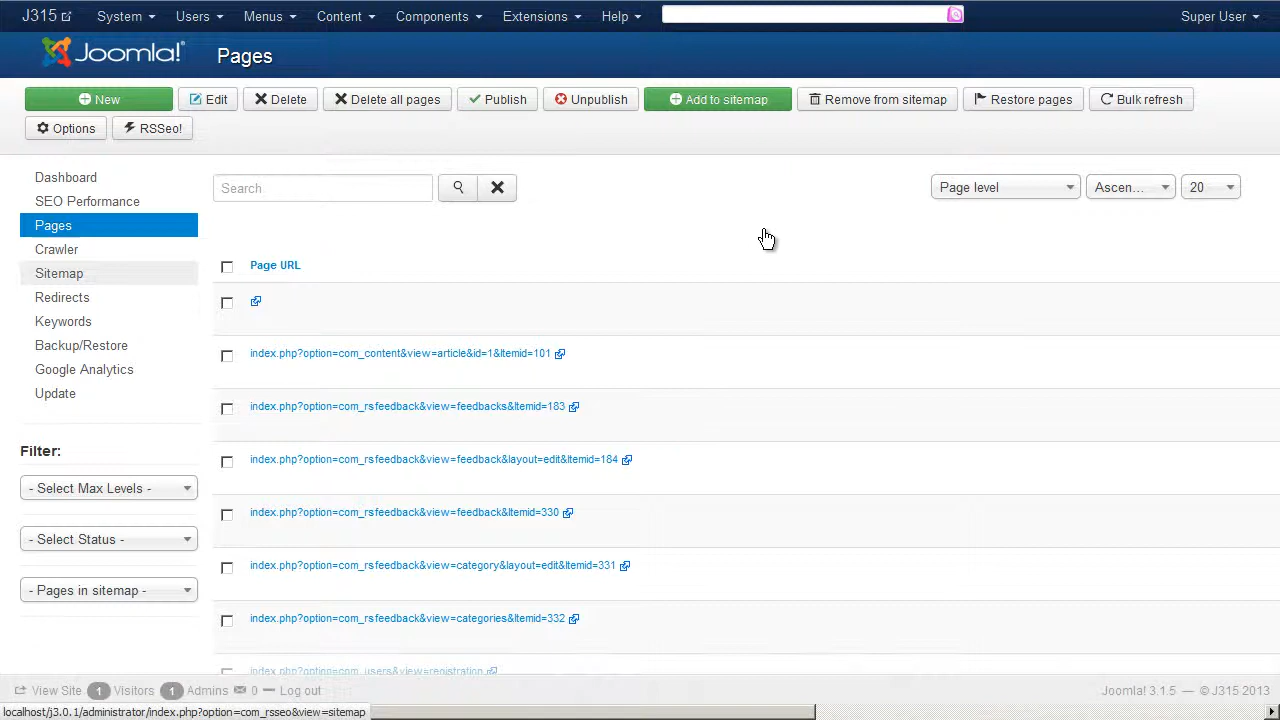 J315 System Users Menus Content Components Extensions Help Super User
Joomla! Pages
New Edit Delete Delete all pages Publish Unpublish Add to sitemap Remove from sitemap Restore pages Bulk refresh
Options RSSeo!
Dashboard
SEO Performance
Pages
Crawler
Sitemap
Redirects
Keywords
Backup/Restore
Google Analytics
Update
Filter:
- Select Max Levels -
- Select Status -
- Pages in sitemap -
Search Page level Ascen... 20
Page URL
index.php?option=com_content&view=article&id=1&Itemid=101
index.php?option=com_rsfeedback&view=feedbacks&Itemid=183
index.php?option=com_rsfeedback&view=feedback&layout=edit&Itemid=184
index.php?option=com_rsfeedback&view=feedback&Itemid=330
index.php?option=com_rsfeedback&view=category&layout=edit&Itemid=331
index.php?option=com_rsfeedback&view=categories&Itemid=332
index.php?option=com_users&view=registration
View Site 1 Visitors 1 Admins 0 Log out Joomla! 3.1.5 — © J315 2013
localhost/j3.0.1/administrator/index.php?option=com_rsseo&view=sitemap